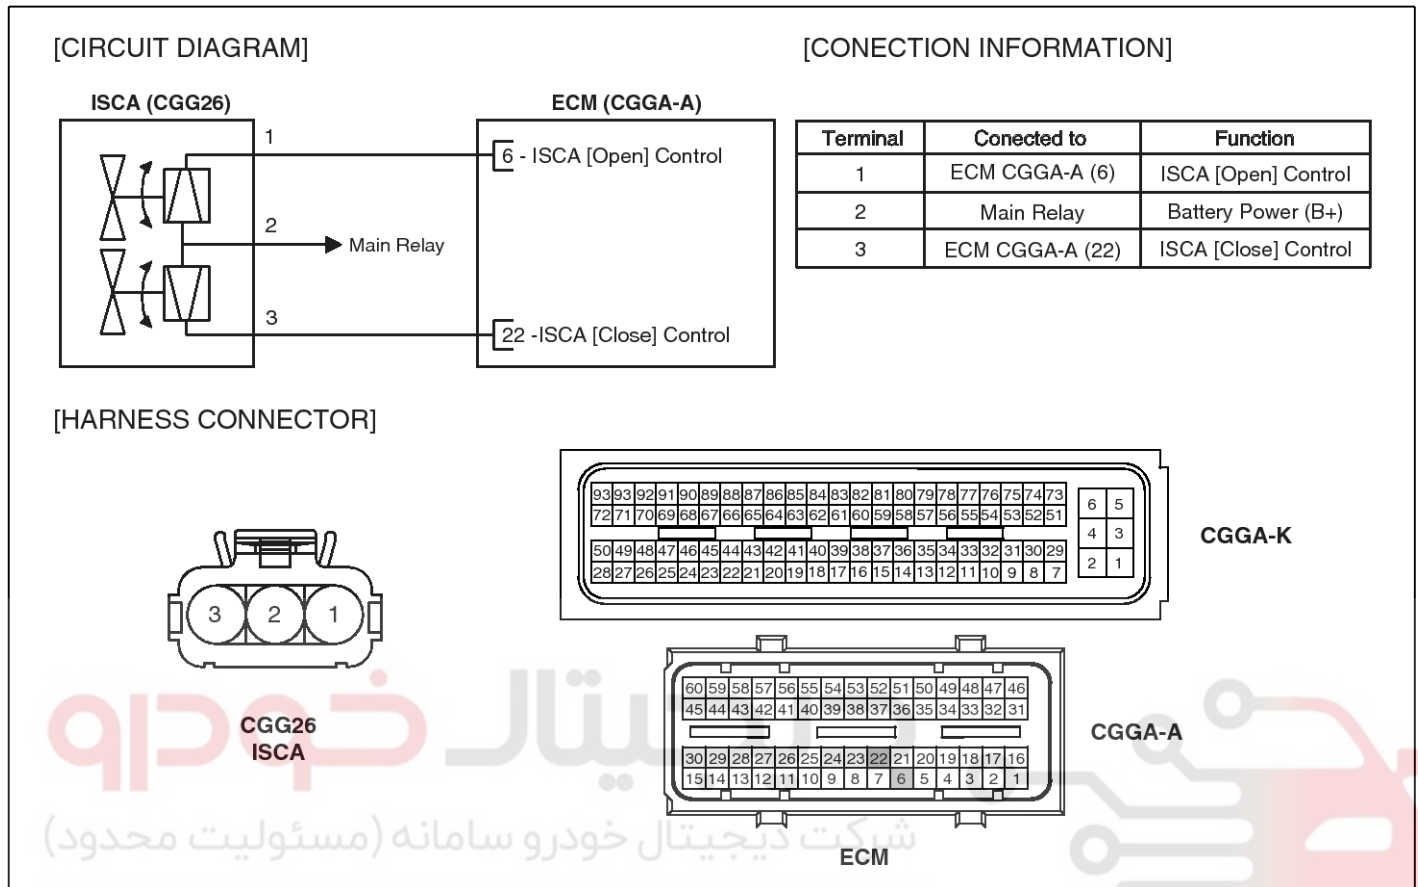 [CIRCUIT DIAGRAM]
[CONECTION INFORMATION]
ISCA (CGG26)
ECM (CGGA-A)
1
6 - ISCA [Open] Control
2
Main Relay
3
22 -ISCA [Close] Control
Terminal Conected to Function
1 ECM CGGA-A (6) ISCA [Open] Control
2 Main Relay Battery Power (B+)
3 ECM CGGA-A (22) ISCA [Close] Control
[HARNESS CONNECTOR]
93 93 92 91 90 89 88 87 86 85 84 83 82 81 80 79 78 77 76 75 74 73
72 71 70 69 68 67 66 65 64 63 62 61 60 59 58 57 56 55 54 53 52 51
50 49 48 47 46 45 44 43 42 41 40 39 38 37 36 35 34 33 32 31 30 29
28 27 26 25 24 23 22 21 20 19 18 17 16 15 14 13 12 11 10 9 8 7
6 5
4 3
2 1
CGGA-K
3 2 1
CGG26
ISCA
60 59 58 57 56 55 54 53 52 51 50 49 48 47 46
45 44 43 42 41 40 39 38 37 36 35 34 33 32 31
30 29 28 27 26 25 24 23 22 21 20 19 18 17 16
15 14 13 12 11 10 9 8 7 6 5 4 3 2 1
CGGA-A
ECM
دیجیتال خودرو
شرکت دیجیتال خودرو سامانه (مسئولیت محدود)